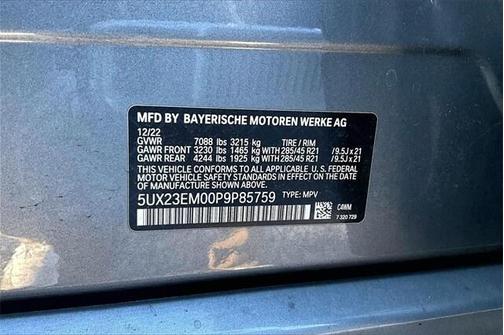 MFD BY BAYERISCHE MOTOREN WERKE AG
12/22
GVWR 7088 lbs 3215 kg TIRE / RIM
GAWR FRONT 3230 lbs 1465 kg WITH 285/45 R21 /9.5J x 21
GAWR REAR 4244 lbs 1925 kg WITH 285/45 R21 /9.5J x 21
THIS VEHICLE CONFORMS TO ALL APPLICABLE U. S. FEDERAL
MOTOR VEHICLE SAFETY STANDARDS IN EFFECT ON THE
DATE OF MANUFACTURE SHOWN ABOVE.
5UX23EM00P9P85759 TYPE: MPV
C4WM
7 320 729